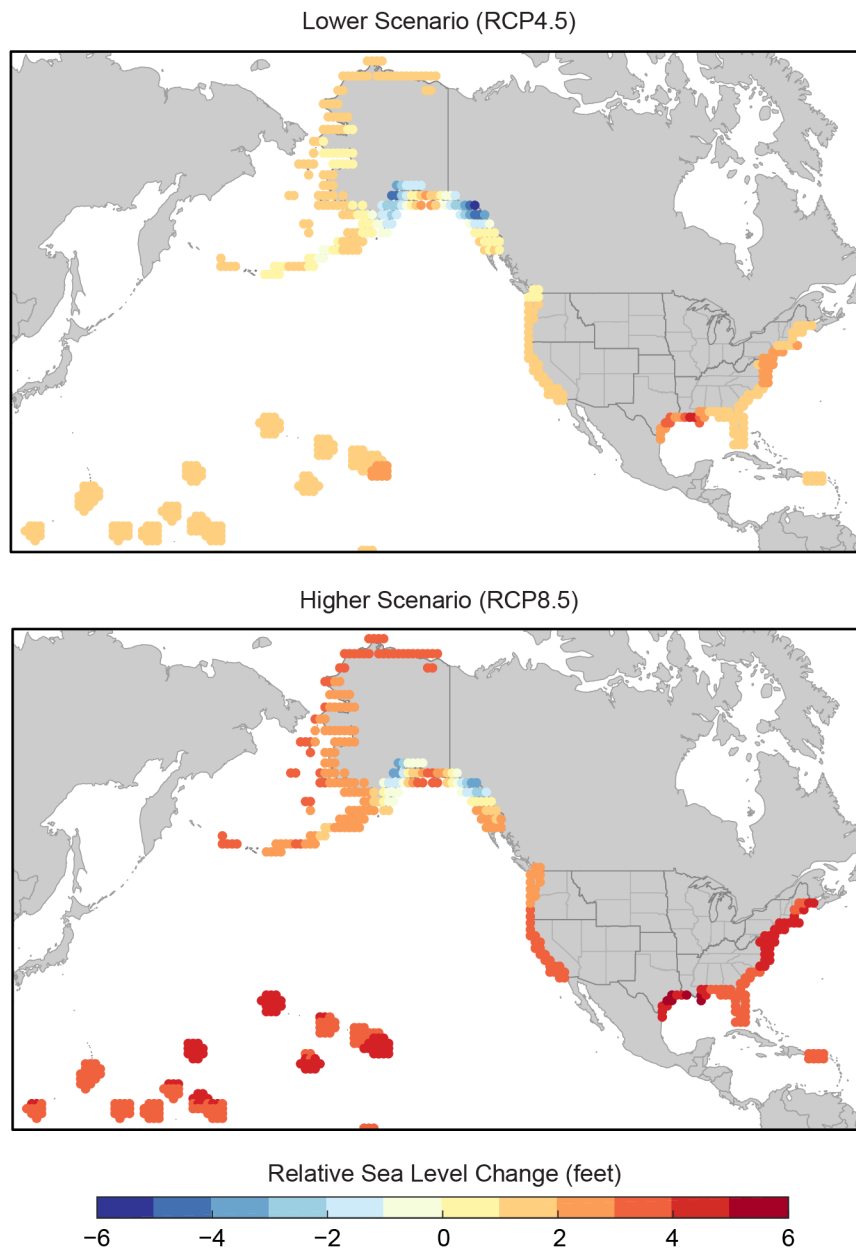 Lower Scenario (RCP4.5)
Higher Scenario (RCP8.5)
Relative Sea Level Change (feet)
−6 −4 −2 0 2 4 6